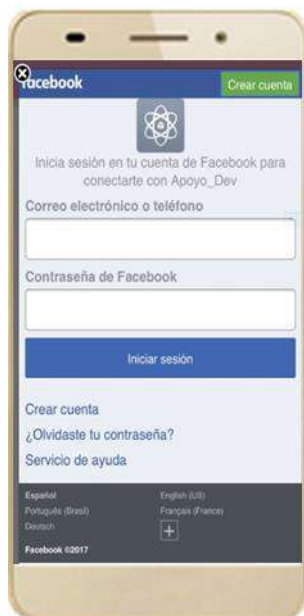 facebook
Crear cuenta
Inicia sesión en tu cuenta de Facebook para
conectarte con Apoyo_Dev
Correo electrónico o teléfono
Contraseña de Facebook
Iniciar sesión
Crear cuenta
¿Olvidaste tu contraseña?
Servicio de ayuda
Español
English (US)
Português (Brasil)
Français (France)
Deutsch
Facebook ©2017